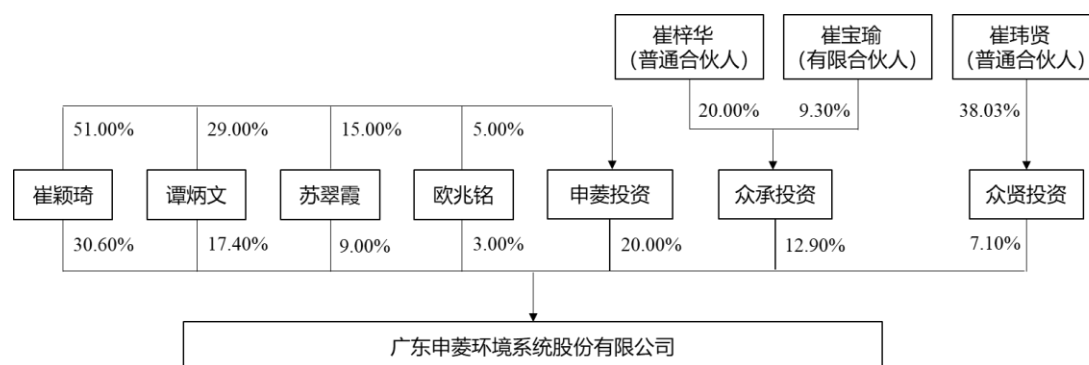 崔梓华
(普通合伙人)
崔宝瑜
(有限合伙人)
崔玮贤
(普通合伙人)
51.00%
29.00%
15.00%
5.00%
20.00%
9.30%
38.03%
崔颖琦
谭炳文
苏翠霞
欧兆铭
申菱投资
众承投资
众贤投资
30.60%
17.40%
9.00%
3.00%
20.00%
12.90%
7.10%
广东申菱环境系统股份有限公司